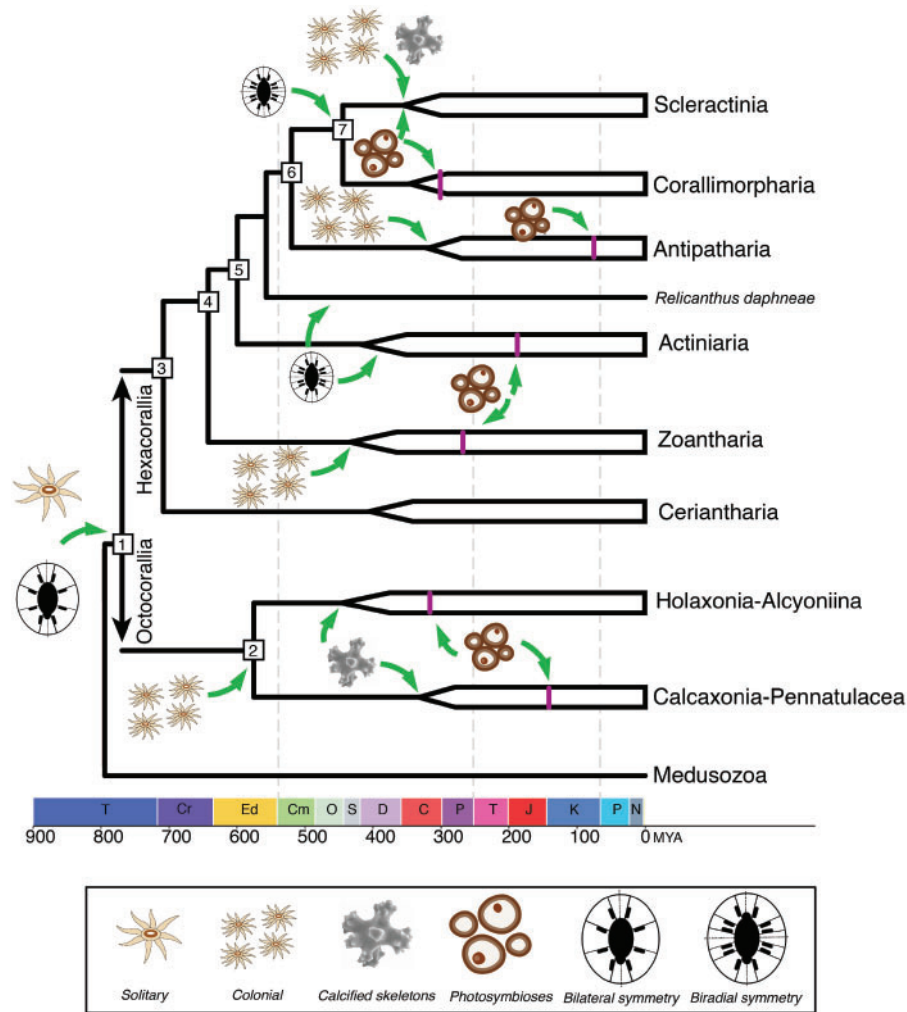 Scleractinia
7
Corallimorpharia
6
Antipatharia
5
Relicanthus daphneae
4
Actiniaria
3
Hexacorallia
Zoantharia
Ceriantharia
1
Octocorallia
Holaxonia-Alcyoniina
2
Calcaxonia-Pennatulacea
Medusozoa
T Cr Ed Cm O S D C P T J K P N
900 800 700 600 500 400 300 200 100 0 MYA
Solitary Colonial Calcified skeletons Photosymbioses Bilateral symmetry Biradial symmetry